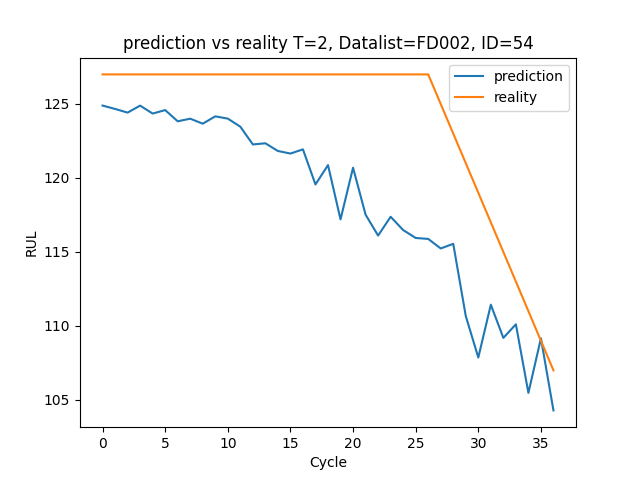 prediction vs reality T=2, Datalist=FD002, ID=54
prediction
reality
RUL
125
120
115
110
105
0 5 10 15 20 25 30 35
Cycle